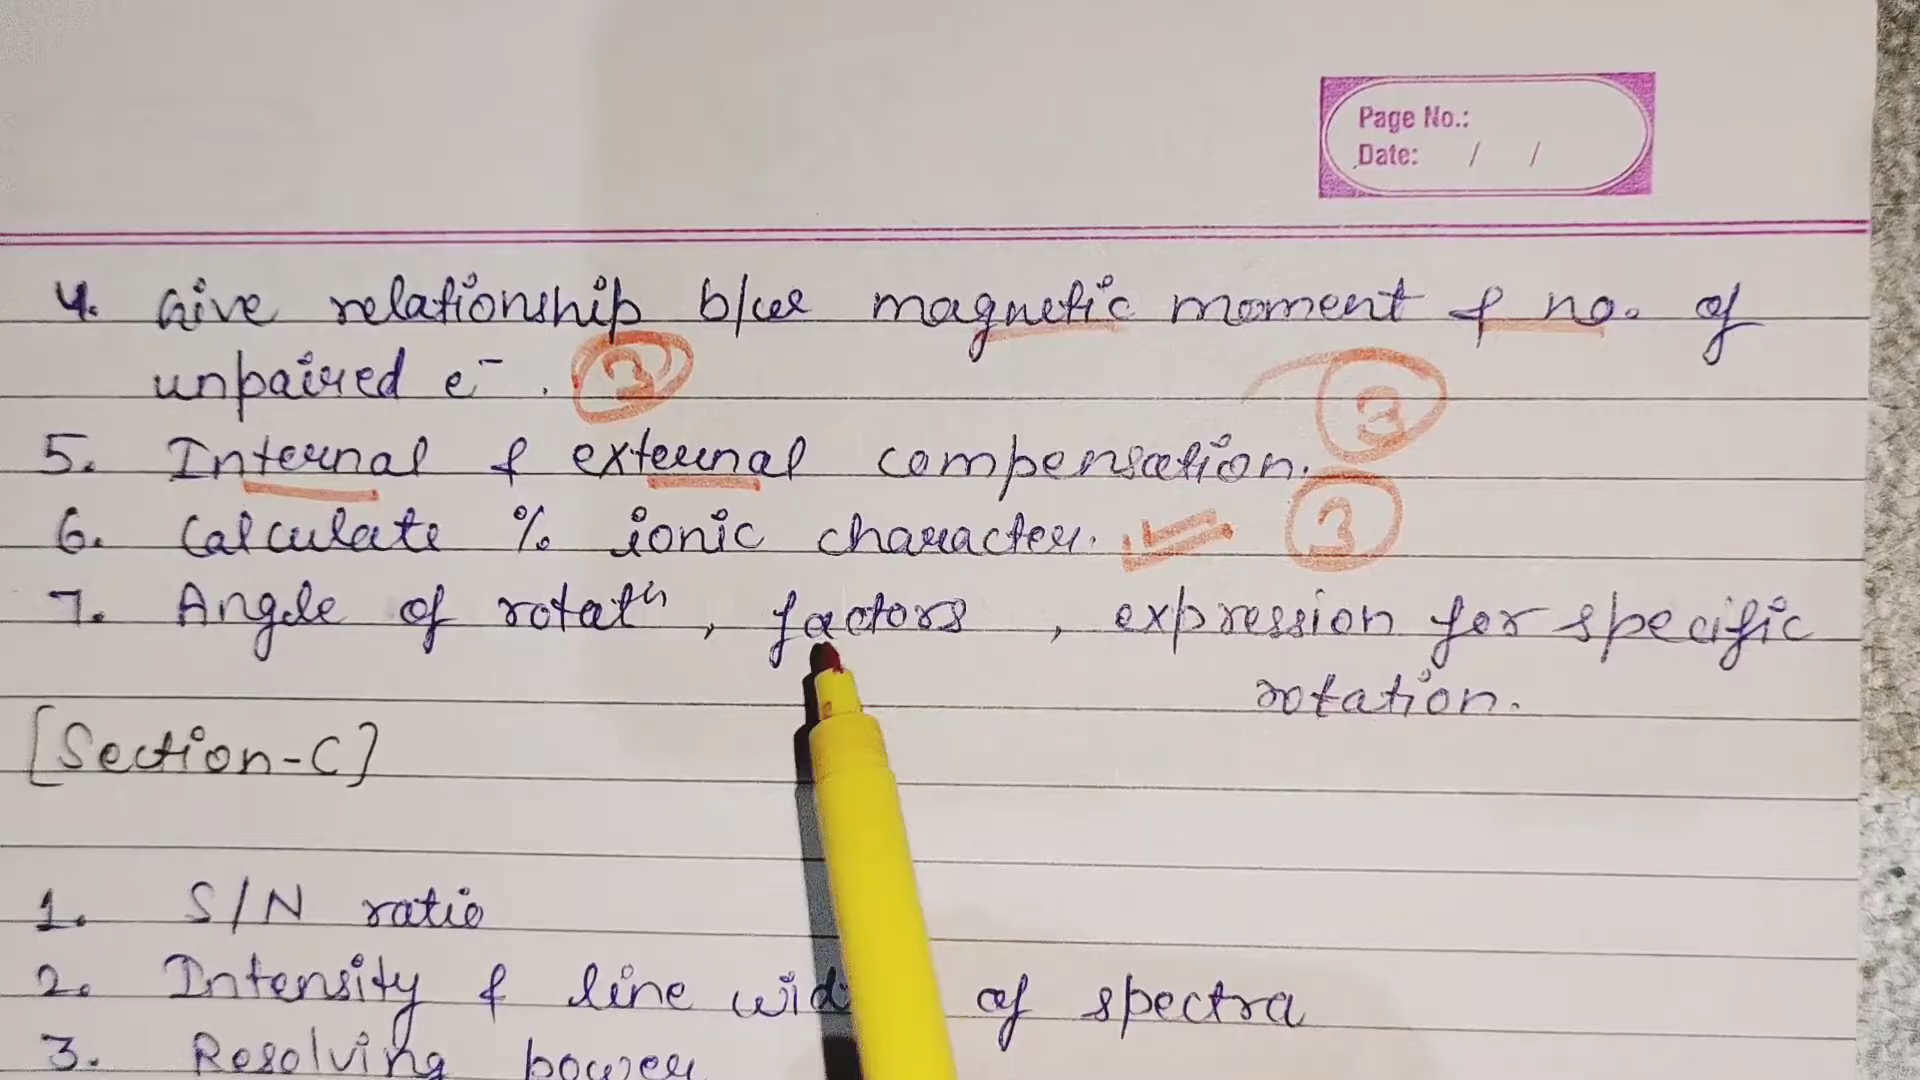 Page No.:
Date: / /
4. Give relationship b/w magnetic moment & no. of
unpaired e⁻. 3
3
5. Internal & external compensation.
6. Calculate % ionic character. 3
7. Angle of rotatⁿ, factors, expression for specific
rotation.
[Section-C]
1. S/N ratio
2. Intensity & line of spectra
3. Resolving power